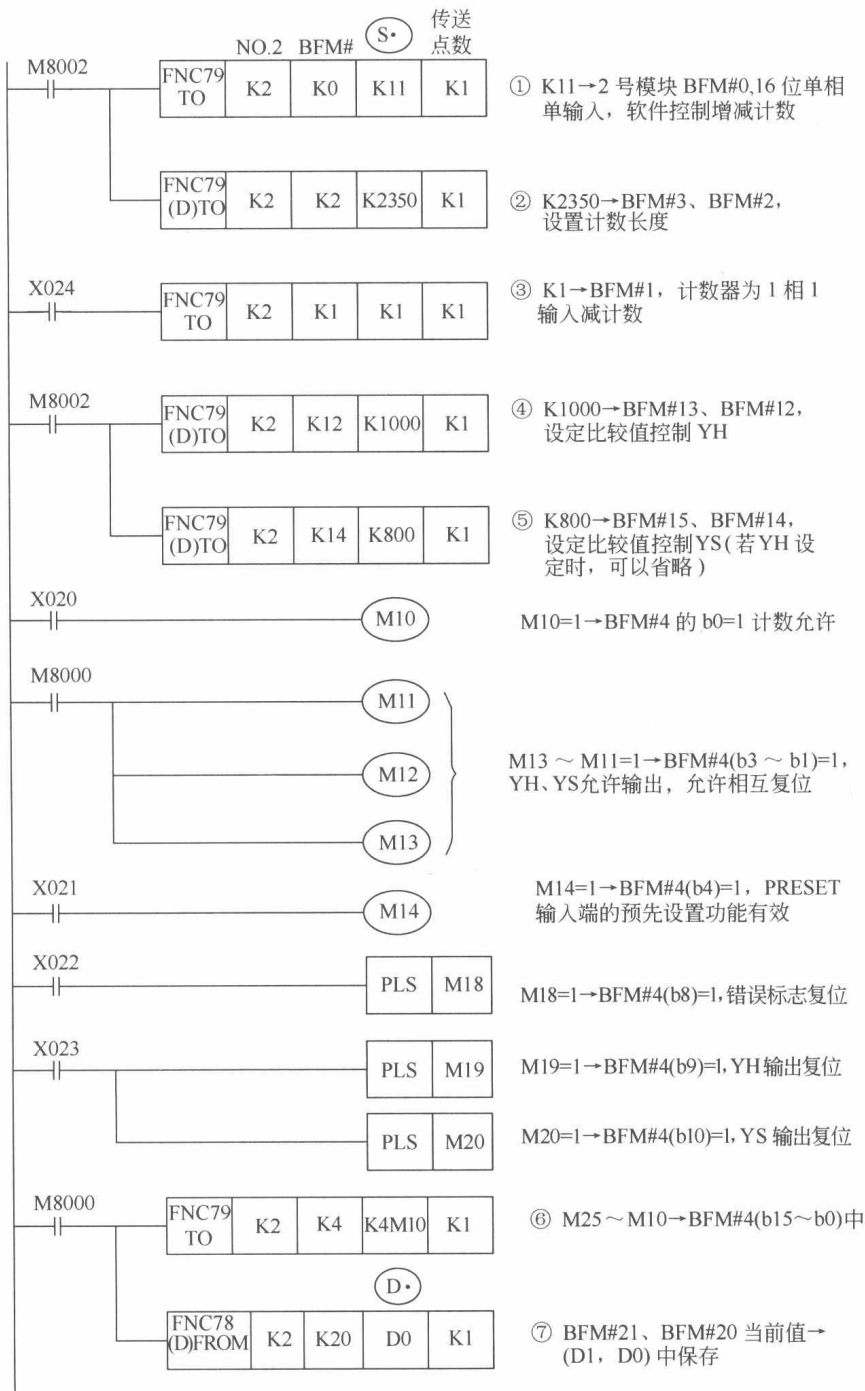 NO.2 BFM# S• 传送
点数
M8002
FNC79 TO K2 K0 K11 K1
① K11→2 号模块 BFM#0,16 位单相
单输入，软件控制增减计数
FNC79 (D)TO K2 K2 K2350 K1
② K2350→BFM#3、BFM#2，
设置计数长度
X024
FNC79 TO K2 K1 K1 K1
③ K1→BFM#1，计数器为 1 相 1
输入减计数
M8002
FNC79 (D)TO K2 K12 K1000 K1
④ K1000→BFM#13、BFM#12，
设定比较值控制 YH
FNC79 (D)TO K2 K14 K800 K1
⑤ K800→BFM#15、BFM#14，
设定比较值控制YS(若YH 设
定时，可以省略)
X020
M10
M10=1→BFM#4 的 b0=1 计数允许
M8000
M11
M12
M13
M13～M11=1→BFM#4(b3～b1)=1，
YH、YS允许输出，允许相互复位
X021
M14
M14=1→BFM#4(b4)=1，PRESET
输入端的预先设置功能有效
X022
PLS M18
M18=1→BFM#4(b8)=1,错误标志复位
X023
PLS M19
M19=1→BFM#4(b9)=1,YH输出复位
PLS M20
M20=1→BFM#4(b10)=1,YS 输出复位
M8000
FNC79 TO K2 K4 K4M10 K1
⑥ M25～M10→BFM#4(b15～b0)中
D•
FNC78 (D)FROM K2 K20 D0 K1
⑦ BFM#21、BFM#20 当前值→
(D1，D0) 中保存